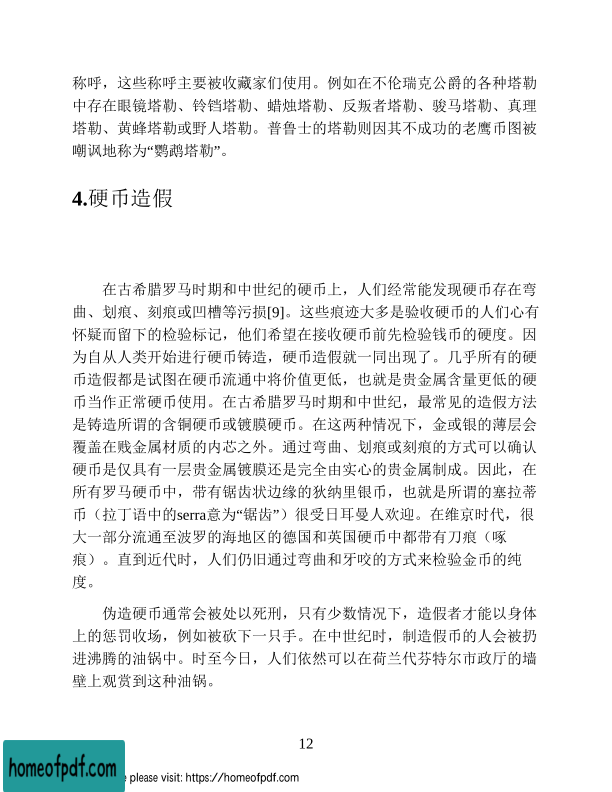 称呼，这些称呼主要被收藏家们使用。例如在不伦瑞克公爵的各种塔勒
中存在眼镜塔勒、铃铛塔勒、蜡烛塔勒、反叛者塔勒、骏马塔勒、真理
塔勒、黄蜂塔勒或野人塔勒。普鲁士的塔勒则因其不成功的老鹰币图被
嘲讽地称为“鹦鹉塔勒”。
4.硬币造假
在古希腊罗马时期和中世纪的硬币上，人们经常能发现硬币存在弯
曲、划痕、刻痕或凹槽等污损[9]。这些痕迹大多是验收硬币的人们心有
怀疑而留下的检验标记，他们希望在接收硬币前先检验钱币的硬度。因
为自从人类开始进行硬币铸造，硬币造假就一同出现了。几乎所有的硬
币造假都是试图在硬币流通中将价值更低，也就是贵金属含量更低的硬
币当作正常硬币使用。在古希腊罗马时期和中世纪，最常见的造假方法
是铸造所谓的含铜硬币或镀膜硬币。在这两种情况下，金或银的薄层会
覆盖在贱金属材质的内芯之外。通过弯曲、划痕或刻痕的方式可以确认
硬币是仅具有一层贵金属镀膜还是完全由实心的贵金属制成。因此，在
所有罗马硬币中，带有锯齿状边缘的狄纳里银币，也就是所谓的塞拉蒂
币（拉丁语中的serra意为“锯齿”）很受日耳曼人欢迎。在维京时代，很
大一部分流通至波罗的海地区的德国和英国硬币中都带有刀痕（啄
痕）。直到近代时，人们仍旧通过弯曲和牙咬的方式来检验金币的纯
度。
伪造硬币通常会被处以死刑，只有少数情况下，造假者才能以身体
上的惩罚收场，例如被砍下一只手。在中世纪时，制造假币的人会被扔
进沸腾的油锅中。时至今日，人们依然可以在荷兰代芬特尔市政厅的墙
壁上观赏到这种油锅。
12
homeofpdf.com
please visit: https://homeofpdf.com